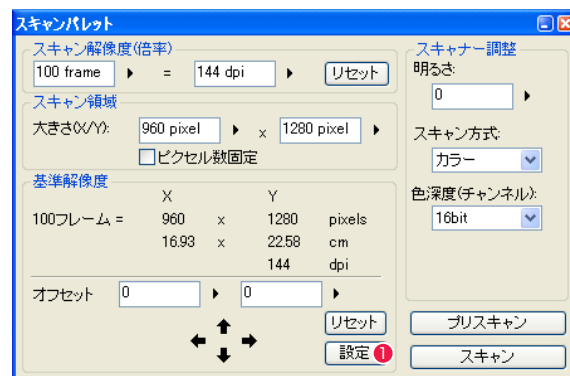 スキャンパレット
スキャン解像度(倍率)
100 frame = 144 dpi リセット
スキャン領域
大きさ(X/Y): 960 pixel × 1280 pixel
ピクセル数固定
基準解像度
X Y
100フレーム = 960 × 1280 pixels
16.93 × 22.58 cm
144 dpi
オフセット 0 0
リセット
設定 1
スキャナー調整
明るさ:
0
スキャン方式:
カラー
色深度(チャンネル):
16bit
プリスキャン
スキャン